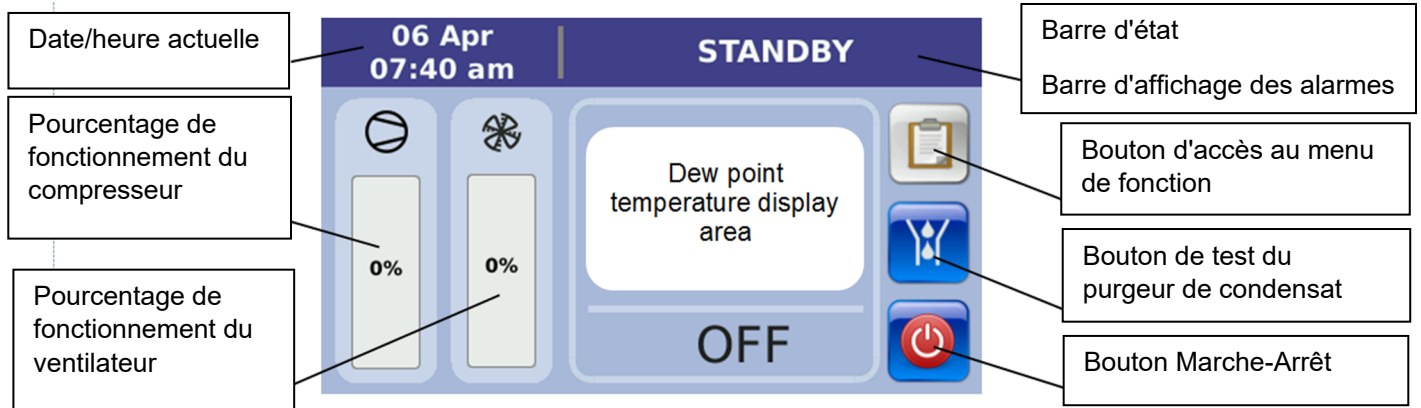 Date/heure actuelle
Pourcentage de
fonctionnement du
compresseur
Pourcentage de
fonctionnement du
ventilateur
06 Apr
07:40 am
STANDBY
0%
0%
Dew point
temperature display
area
OFF
Barre d'état
Barre d'affichage des alarmes
Bouton d'accès au menu
de fonction
Bouton de test du
purgeur de condensat
Bouton Marche-Arrêt